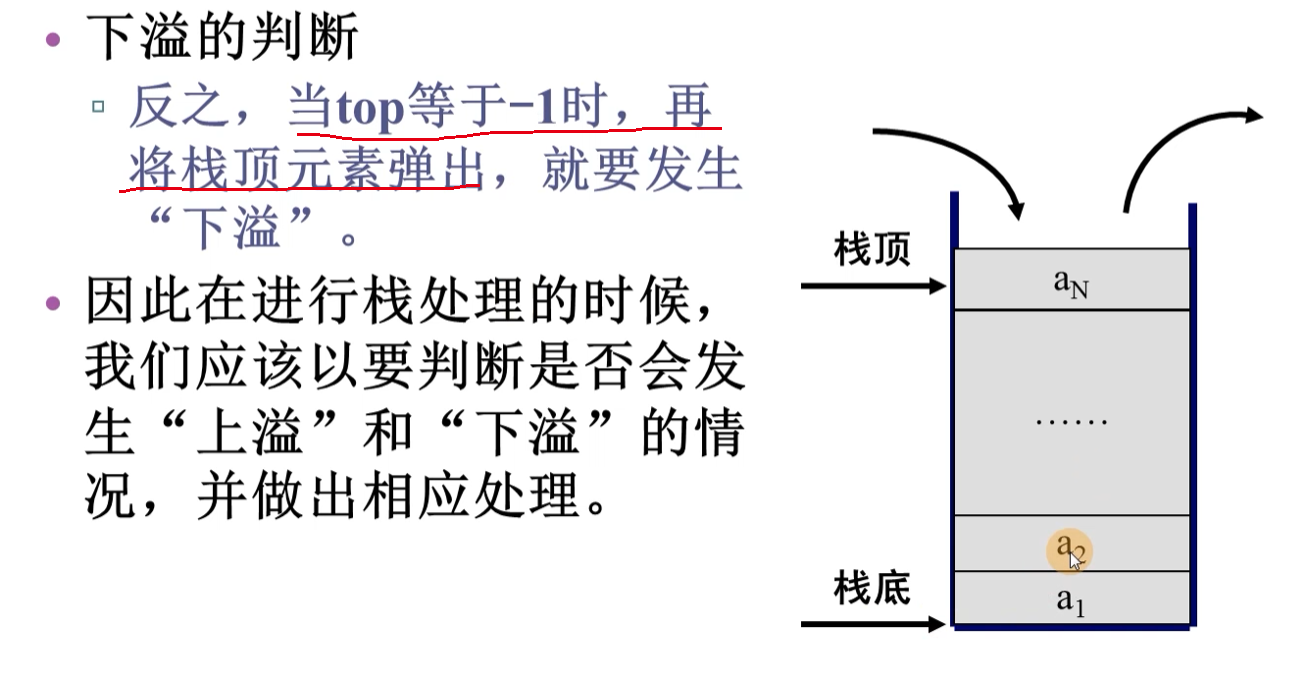 下溢的判断
反之，当top等于-1时，再
将栈顶元素弹出，就要发生
“下溢”。
因此在进行栈处理的时候，
我们应该以要判断是否会发
生“上溢”和“下溢”的情
况，并做出相应处理。
栈顶
aN
……
a2
栈底
a1